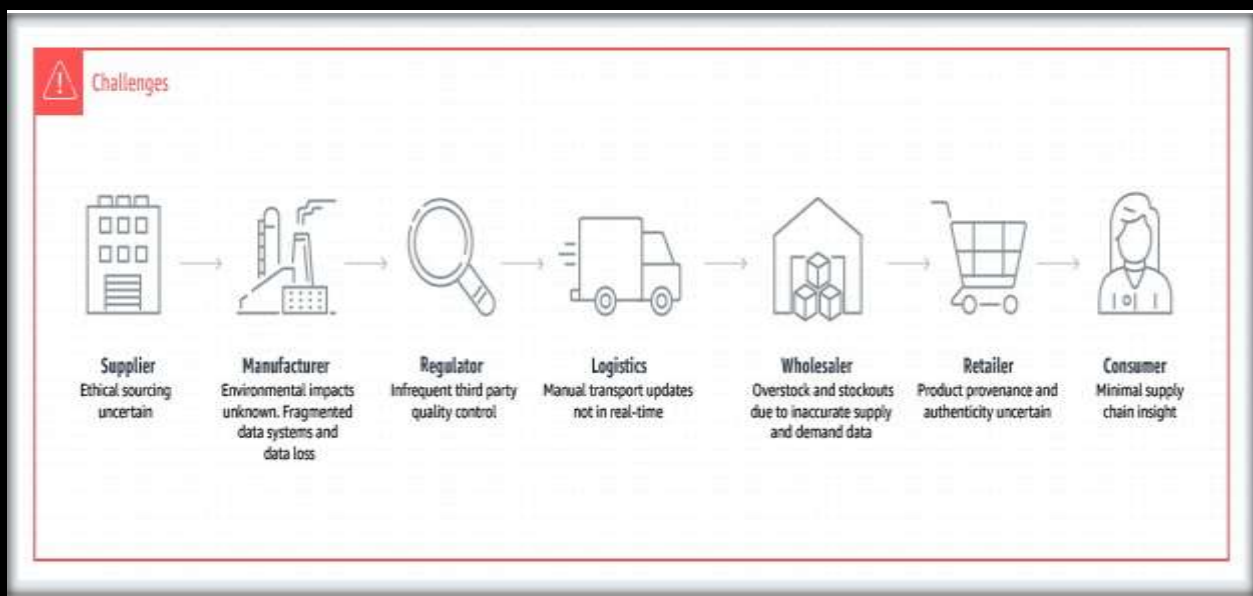 Challenges
Supplier
Ethical sourcing
uncertain
Manufacturer
Environmental impacts
unknown. Fragmented
data systems and
data loss
Regulator
Infrequent third party
quality control
Logistics
Manual transport updates
not in real-time
Wholesaler
Overstock and stockouts
due to inaccurate supply
and demand data
Retailer
Product provenance and
authenticity uncertain
Consumer
Minimal supply
chain insight